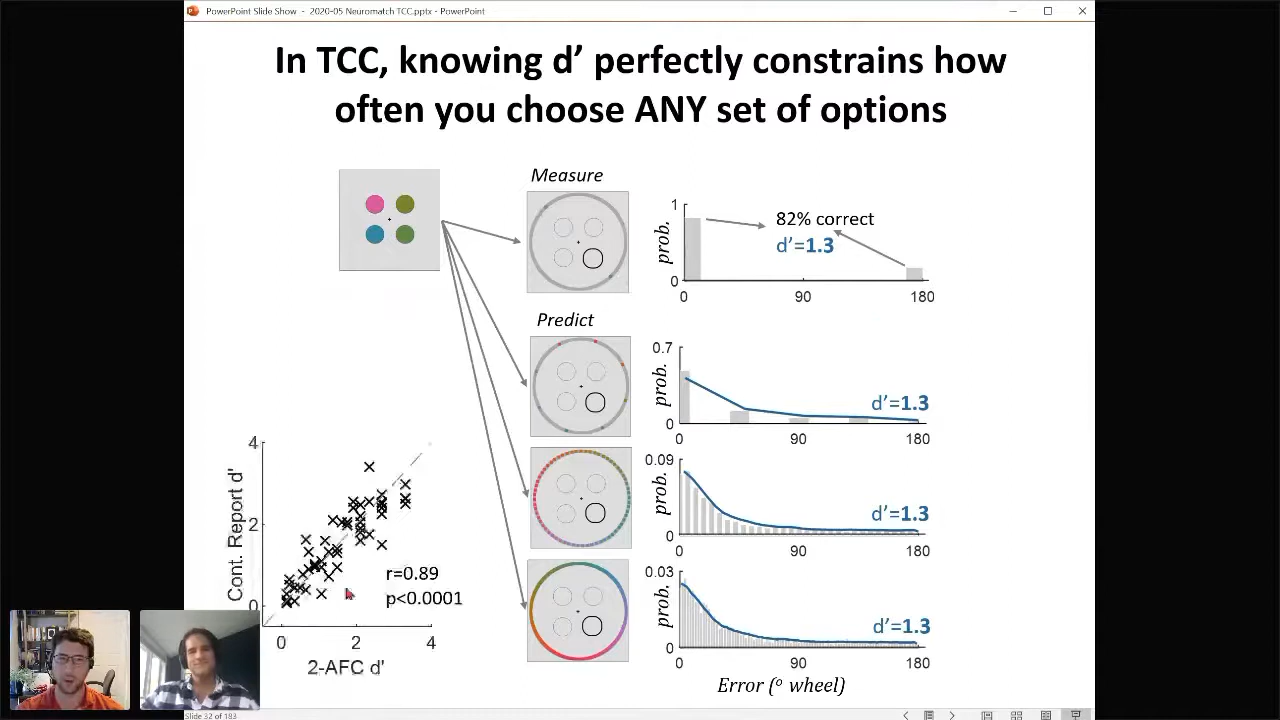 PowerPoint Slide Show - 2020-05 Neuromatch TCC.pptx - PowerPoint
In TCC, knowing d’ perfectly constrains how
often you choose ANY set of options
Measure
prob.
1
0
82% correct
d’=1.3
0 90 180
Predict
prob.
0.7
0
d’=1.3
0 90 180
prob.
0.09
0
d’=1.3
0 90 180
prob.
0.03
0
d’=1.3
0 90 180
Error (o wheel)
Cont. Report d'
4
2
0
r=0.89
p<0.0001
0 2 4
2-AFC d'
Slide 32 of 183